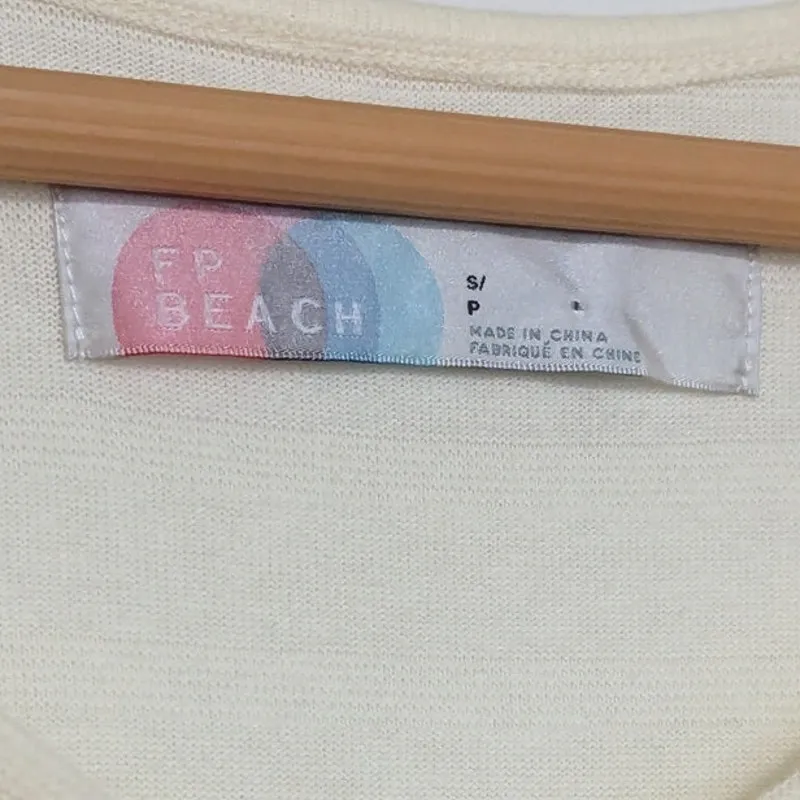 FP
BEACH
S/
P
MADE IN CHINA
FABRIQUÉ EN CHINE